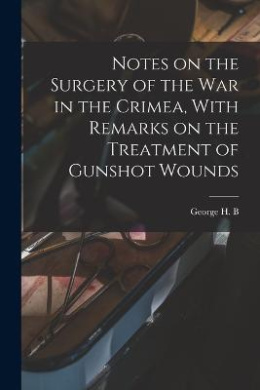 Notes on the
Surgery of the War
in the Crimea, With
Remarks on the
Treatment of
Gunshot Wounds
George H. B